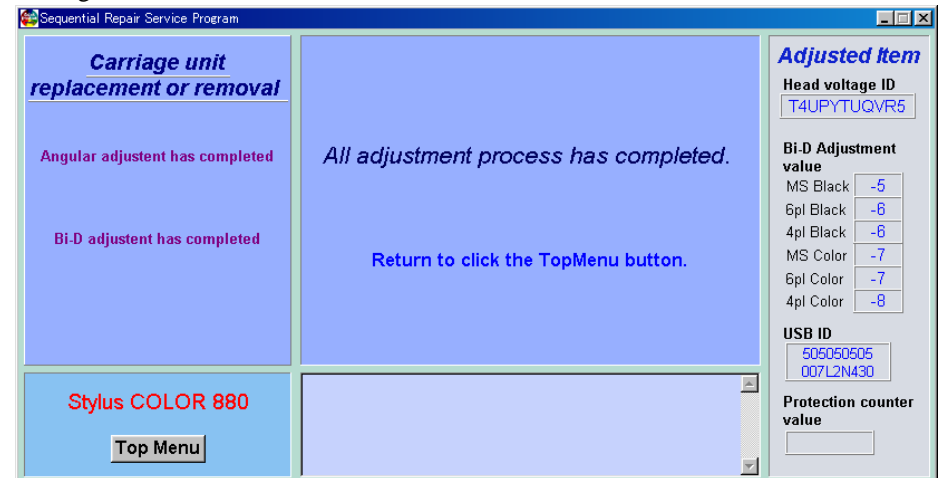 Sequential Repair Service Program
Carriage unit
replacement or removal
Angular adjustent has completed
Bi-D adjustent has completed
All adjustment process has completed.
Return to click the TopMenu button.
Stylus COLOR 880
Top Menu
Adjusted Item
Head voltage ID
T4UPYTUQVR5
Bi-D Adjustment
value
MS Black -5
6pl Black -6
4pl Black -6
MS Color -7
6pl Color -7
4pl Color -8
USB ID
505050505
007L2N430
Protection counter
value